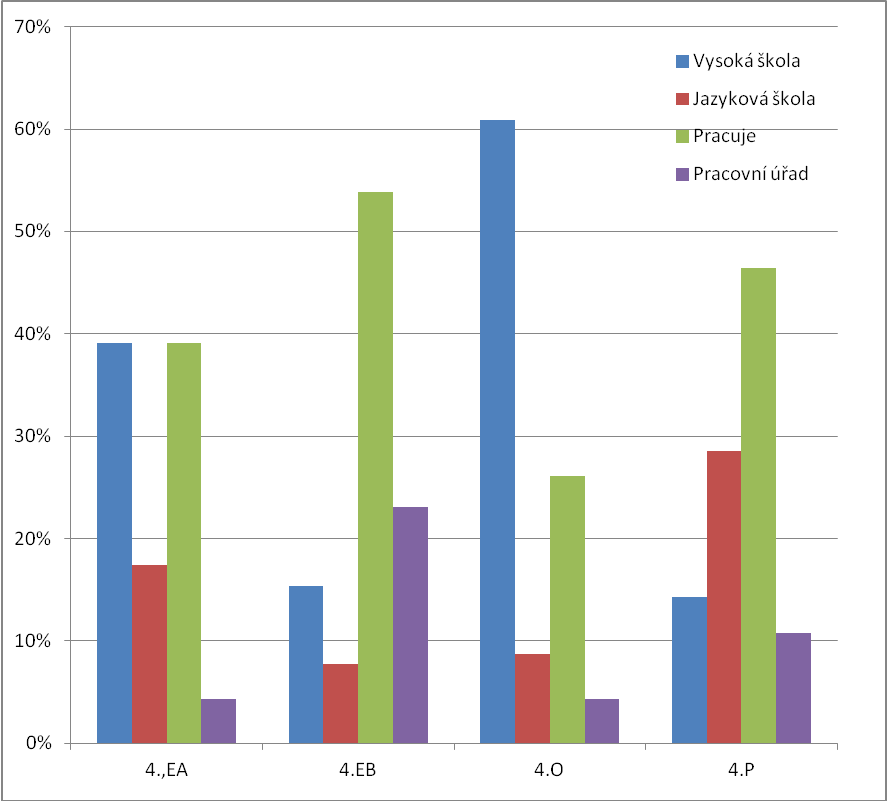 70%
60%
50%
40%
30%
20%
10%
0%
Vysoká škola
Jazyková škola
Pracuje
Pracovní úřad
4.,EA 4.EB 4.O 4.P